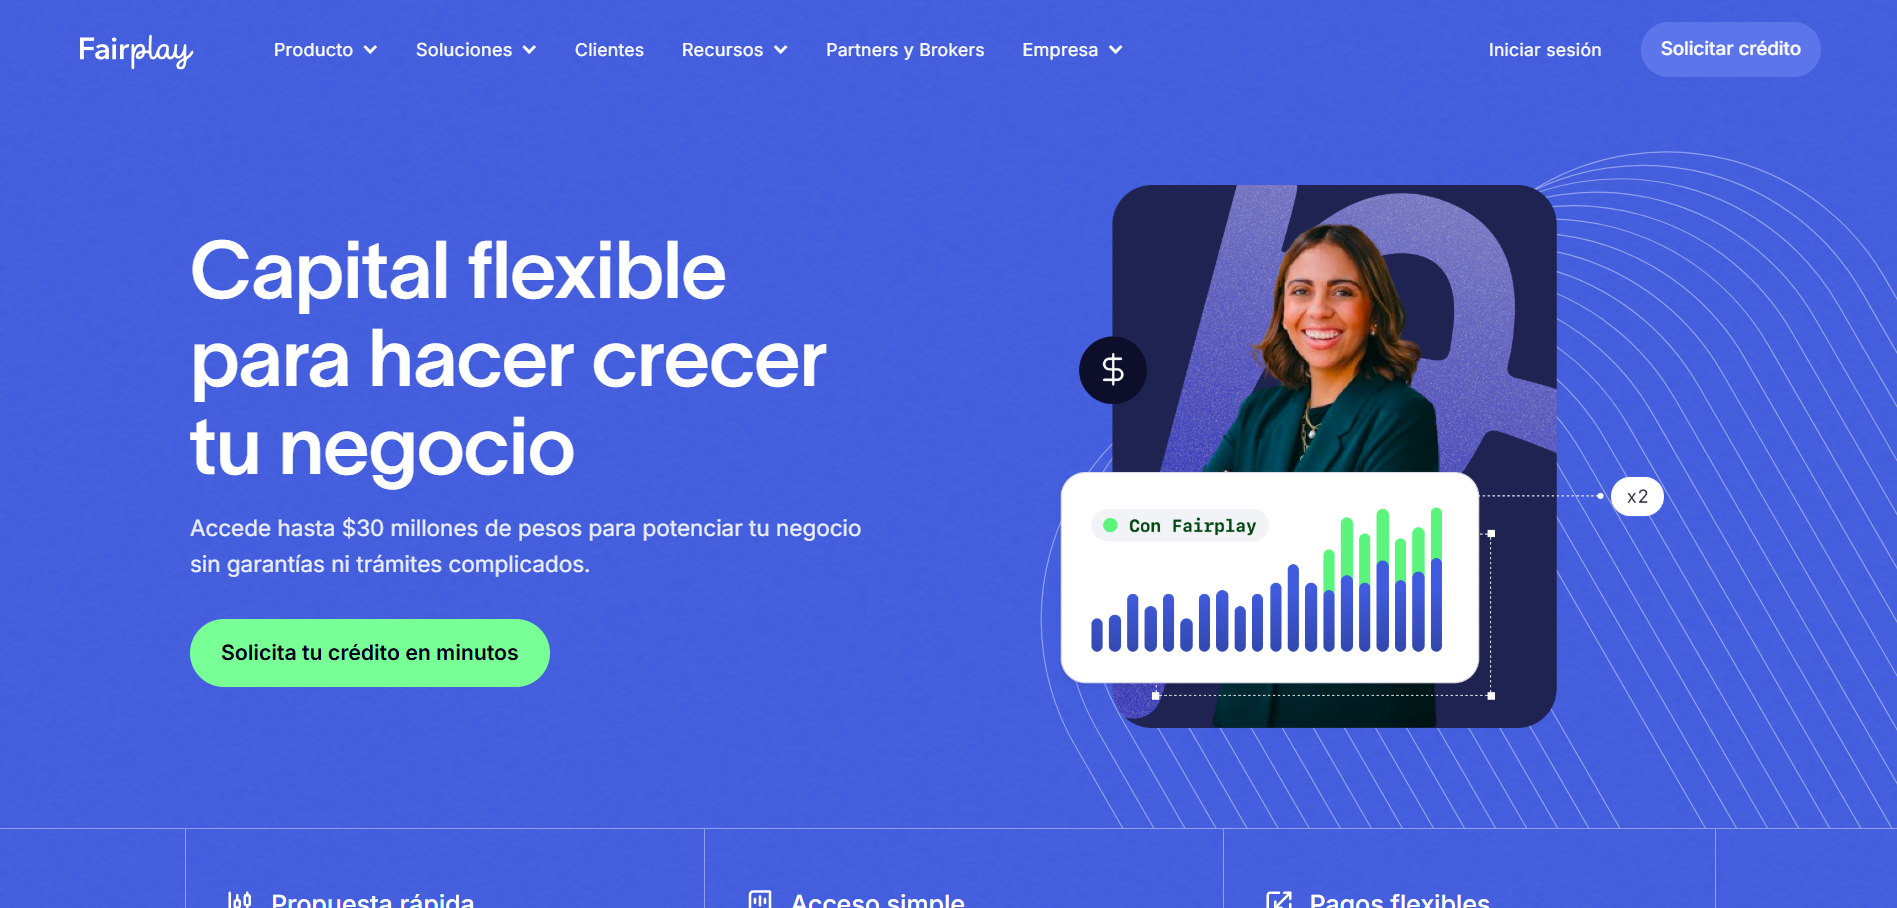 Fairplay
Producto
Soluciones
Clientes
Recursos
Partners y Brokers
Empresa
Iniciar sesión
Solicitar crédito
Capital flexible
para hacer crecer
tu negocio
Accede hasta $30 millones de pesos para potenciar tu negocio
sin garantías ni trámites complicados.
Solicita tu crédito en minutos
$
x2
Con Fairplay
Propuesta rápida
Acceso simple
Pagos flexibles